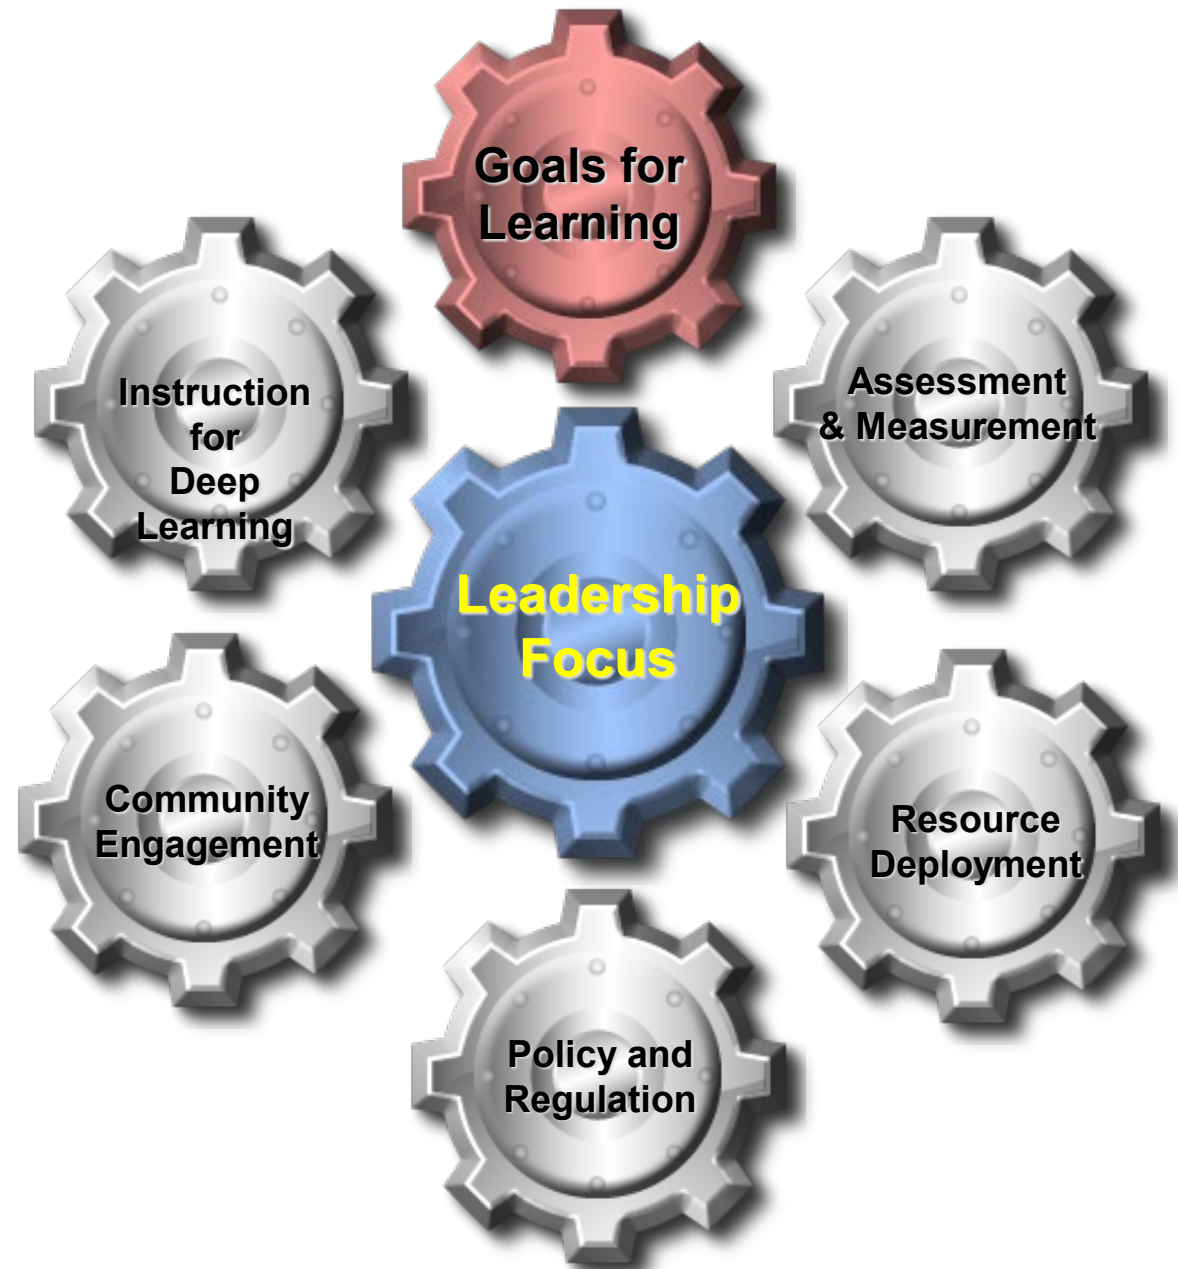 Goals for
Learning
Instruction
for
Deep
Learning
Assessment
& Measurement
Leadership
Focus
Community
Engagement
Resource
Deployment
Policy and
Regulation